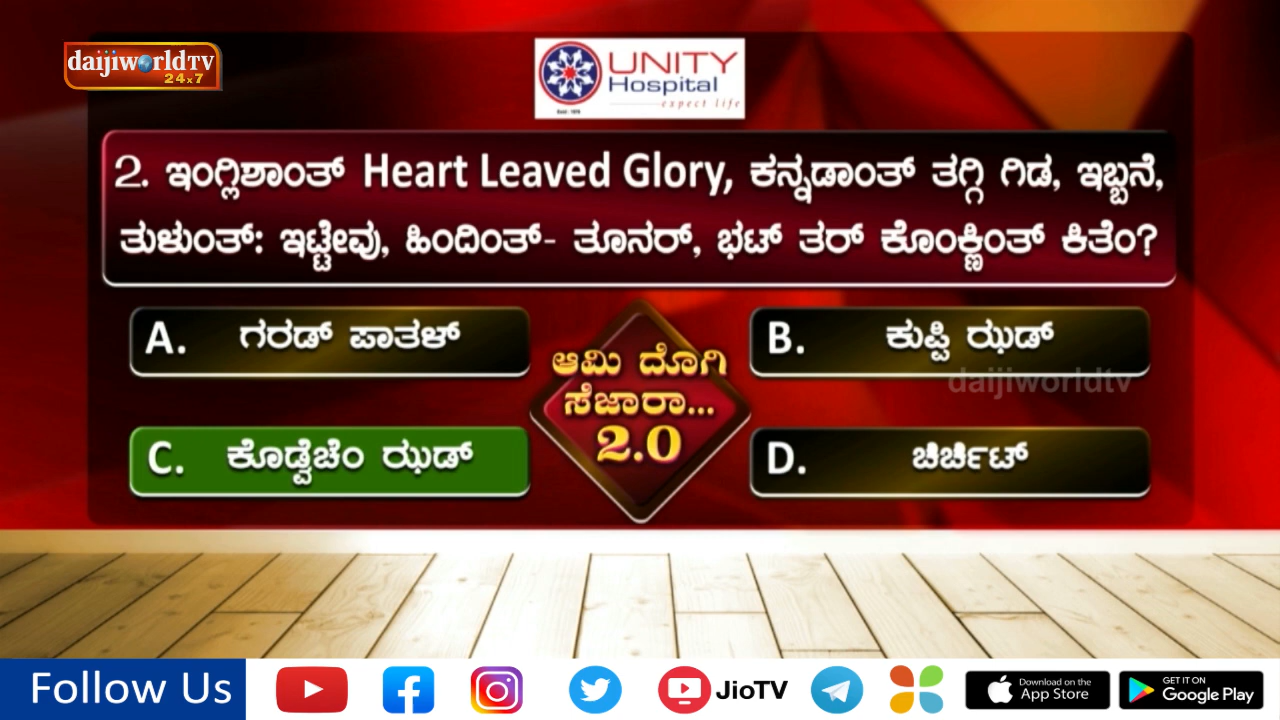 daijiworldTV
24x7
UNITY
Hospital
expect life
2. ಇಂಗ್ಲಿಶಾಂತ್ Heart Leaved Glory, ಕನ್ನಡಾಂತ್ ತಗ್ಗಿ ಗಿಡ, ಇಬ್ಬನೆ,
ತುಳುಂತ್: ಇಟ್ಟೇವು, ಹಿಂದಿಂತ್- ತೂನರ್, ಭಟ್ ತರ್ ಕೊಂಕ್ಣಿಂತ್ ಕಿತೆಂ?
A. ಗರಡ್ ಪಾತಳ್
B. ಕುಪ್ಪಿ ಝಡ್
ಆಮಿ ದೊಗಿ
ಸೆಜಾರಾ...
2.0
daijiworldtv
C. ಕೊಡ್ವೆಚೆಂ ಝಡ್
D. ಚಿರ್ಚಿಟ್
Follow Us
JioTV
Download on the
App Store
GET IT ON
Google Play